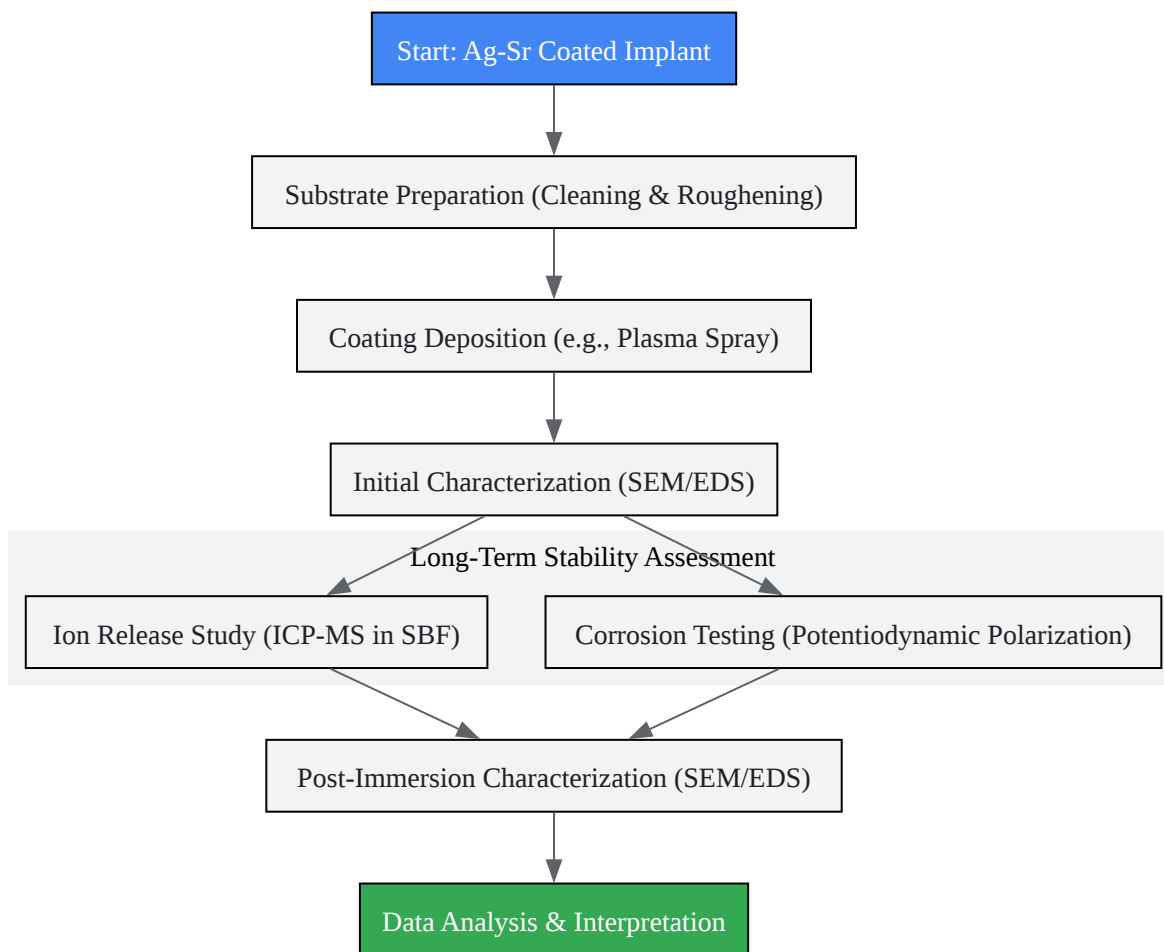 Start: Ag-Sr Coated Implant
Substrate Preparation (Cleaning & Roughening)
Coating Deposition (e.g., Plasma Spray)
Initial Characterization (SEM/EDS)
Long-Term Stability Assessment
Ion Release Study (ICP-MS in SBF)
Corrosion Testing (Potentiodynamic Polarization)
Post-Immersion Characterization (SEM/EDS)
Data Analysis & Interpretation